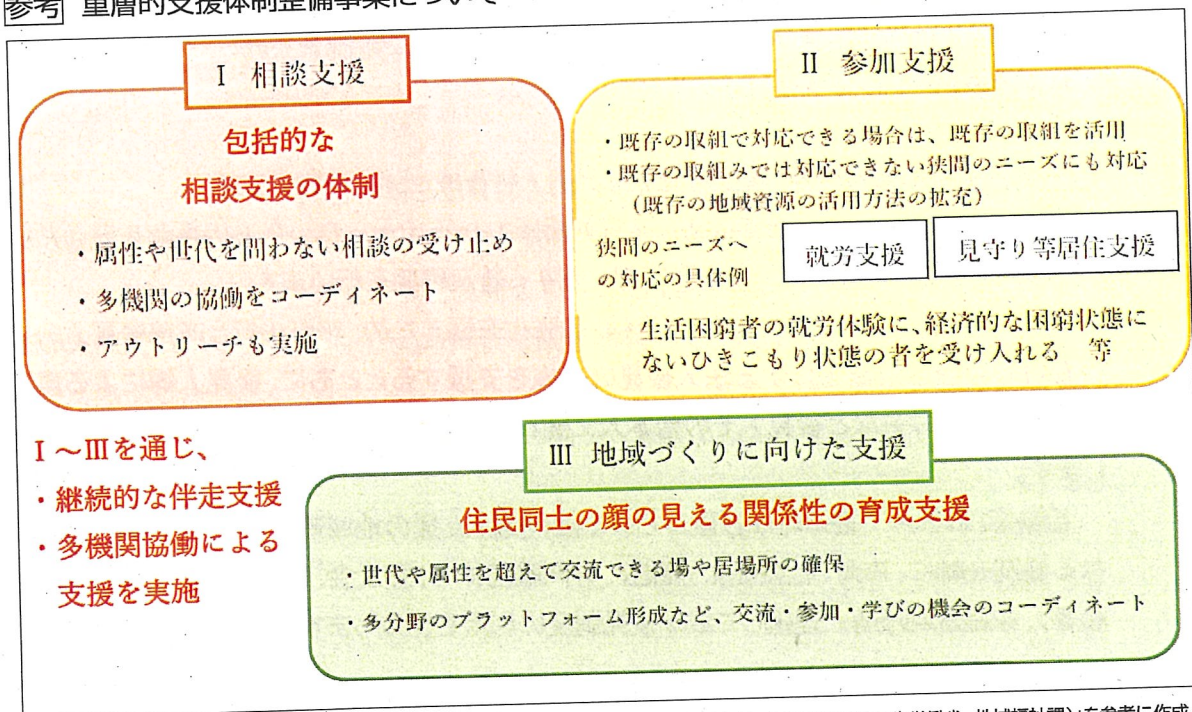 参考 重層的支援体制整備事業について
Ⅰ 相談支援
包括的な
相談支援の体制
・属性や世代を問わない相談の受け止め
・多機関の協働をコーディネート
・アウトリーチも実施
Ⅱ 参加支援
・既存の取組で対応できる場合は、既存の取組を活用
・既存の取組みでは対応できない狭間のニーズにも対応
（既存の地域資源の活用方法の拡充）
狭間のニーズへ
の対応の具体例
就労支援
見守り等居住支援
生活困窮者の就労体験に、経済的な困窮状態に
ないひきこもり状態の者を受け入れる 等
Ⅰ～Ⅲを通じ、
・継続的な伴走支援
・多機関協働による
支援を実施
Ⅲ 地域づくりに向けた支援
住民同士の顔の見える関係性の育成支援
・世代や属性を超えて交流できる場や居場所の確保
・多分野のプラットフォーム形成など、交流・参加・学びの機会のコーディネート
地域福祉課）を参考に作成